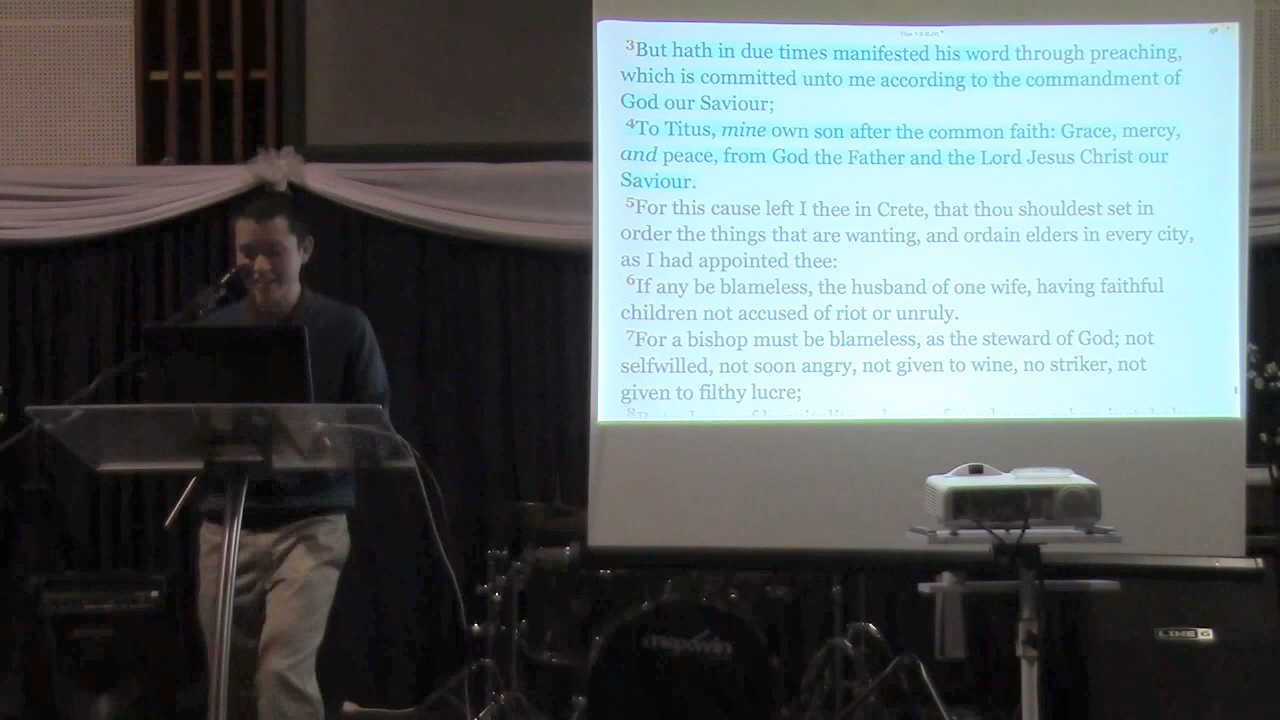 3But hath in due times manifested his word through preaching,
which is committed unto me according to the commandment of
God our Saviour;
4To Titus, mine own son after the common faith: Grace, mercy,
and peace, from God the Father and the Lord Jesus Christ our
Saviour.
5For this cause left I thee in Crete, that thou shouldest set in
order the things that are wanting, and ordain elders in every city,
as I had appointed thee:
6If any be blameless, the husband of one wife, having faithful
children not accused of riot or unruly.
7For a bishop must be blameless, as the steward of God; not
selfwilled, not soon angry, not given to wine, no striker, not
given to filthy lucre;
LINE 6